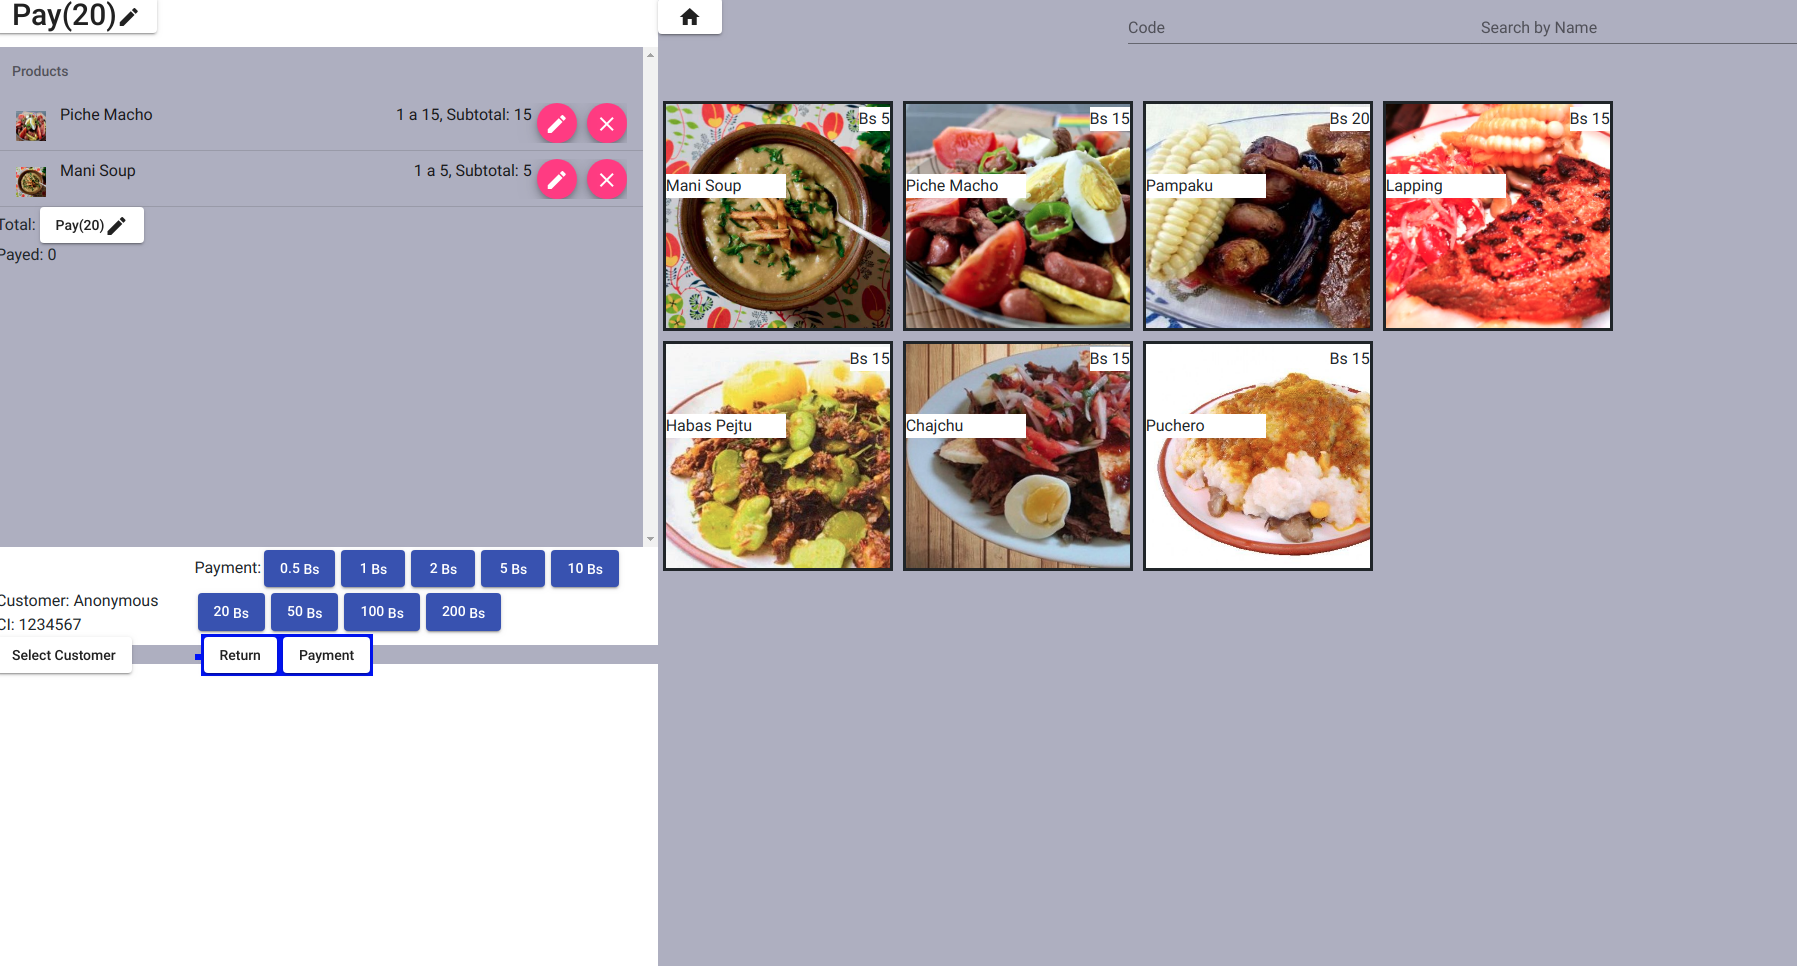 Pay(20)
Products
Piche Macho 1 a 15, Subtotal: 15
Mani Soup 1 a 5, Subtotal: 5
Total: Pay(20)
Payed: 0
Payment: 0.5 Bs 1 Bs 2 Bs 5 Bs 10 Bs
20 Bs 50 Bs 100 Bs 200 Bs
Customer: Anonymous
CI: 1234567
Select Customer Return Payment
Code Search by Name
Bs 5 Bs 15 Bs 20 Bs 15
Mani Soup Piche Macho Pampaku Lapping
Bs 15 Bs 15 Bs 15
Habas Pejtu Chajchu Puchero